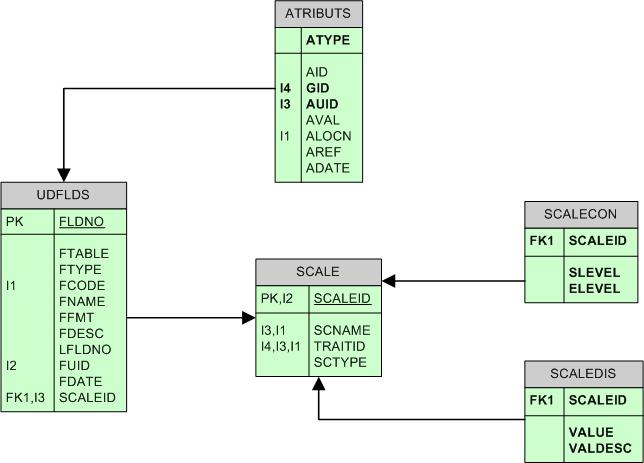 ATRIBUTS
ATYPE
AID
I4 GID
I3 AUID
AVAL
I1 ALOCN
AREF
ADATE
UDFLDS
PK FLDNO
FTABLE
FTYPE
I1 FCODE
FNAME
FFMT
FDESC
LFLDNO
I2 FUID
FDATE
FK1,I3 SCALEID
SCALE
PK,I2 SCALEID
I3,I1 SCNAME
I4,I3,I1 TRAITID
SCTYPE
SCALECON
FK1 SCALEID
SLEVEL
ELEVEL
SCALEDIS
FK1 SCALEID
VALUE
VALDESC